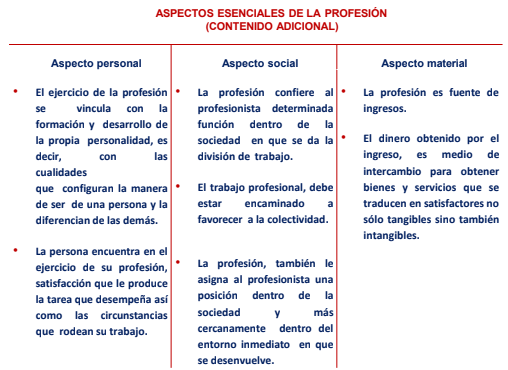 ASPECTOS ESENCIALES DE LA PROFESIÓN
(CONTENIDO ADICIONAL)
Aspecto personal
• El ejercicio de la profesión
se vincula con la
formación y desarrollo de
la propia personalidad, es
decir, con las
cualidades
que configuran la manera
de ser de una persona y la
diferencian de las demás.
• La persona encuentra en el
ejercicio de su profesión,
satisfacción que le produce
la tarea que desempeña así
como las circunstancias
que rodean su trabajo.
Aspecto social
• La profesión confiere al
profesionista determinada
función dentro de la
sociedad en que se da la
división de trabajo.
• El trabajo profesional, debe
estar encaminado a
favorecer a la colectividad.
• La profesión, también le
asigna al profesionista una
posición dentro de la
sociedad y más
cercanamente dentro del
entorno inmediato en que
se desenvuelve.
Aspecto material
• La profesión es fuente de
ingresos.
• El dinero obtenido por el
ingreso, es medio de
intercambio para obtener
bienes y servicios que se
traducen en satisfactores no
sólo tangibles sino también
intangibles.